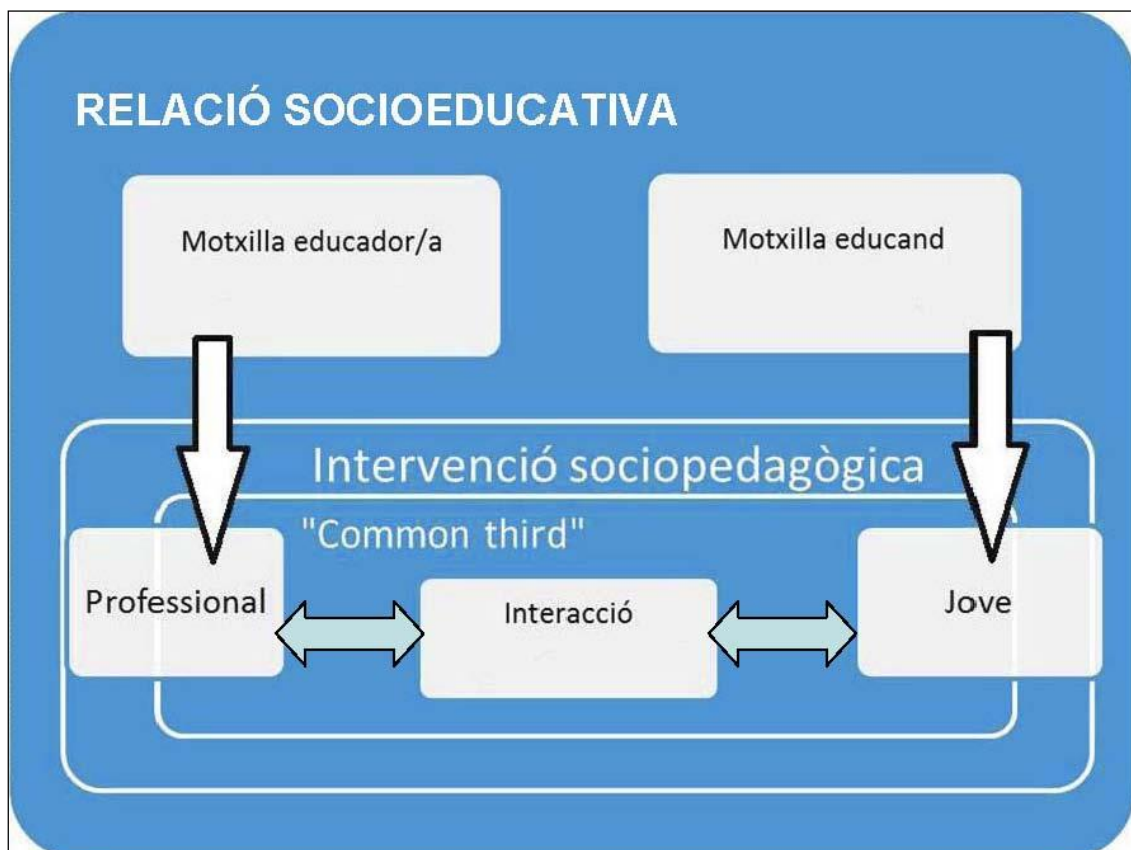 RELACIÓ SOCIOEDUCATIVA
Motxilla educador/a
Motxilla educand
Intervenció sociopedagògica
"Common third"
Professional
Interacció
Jove